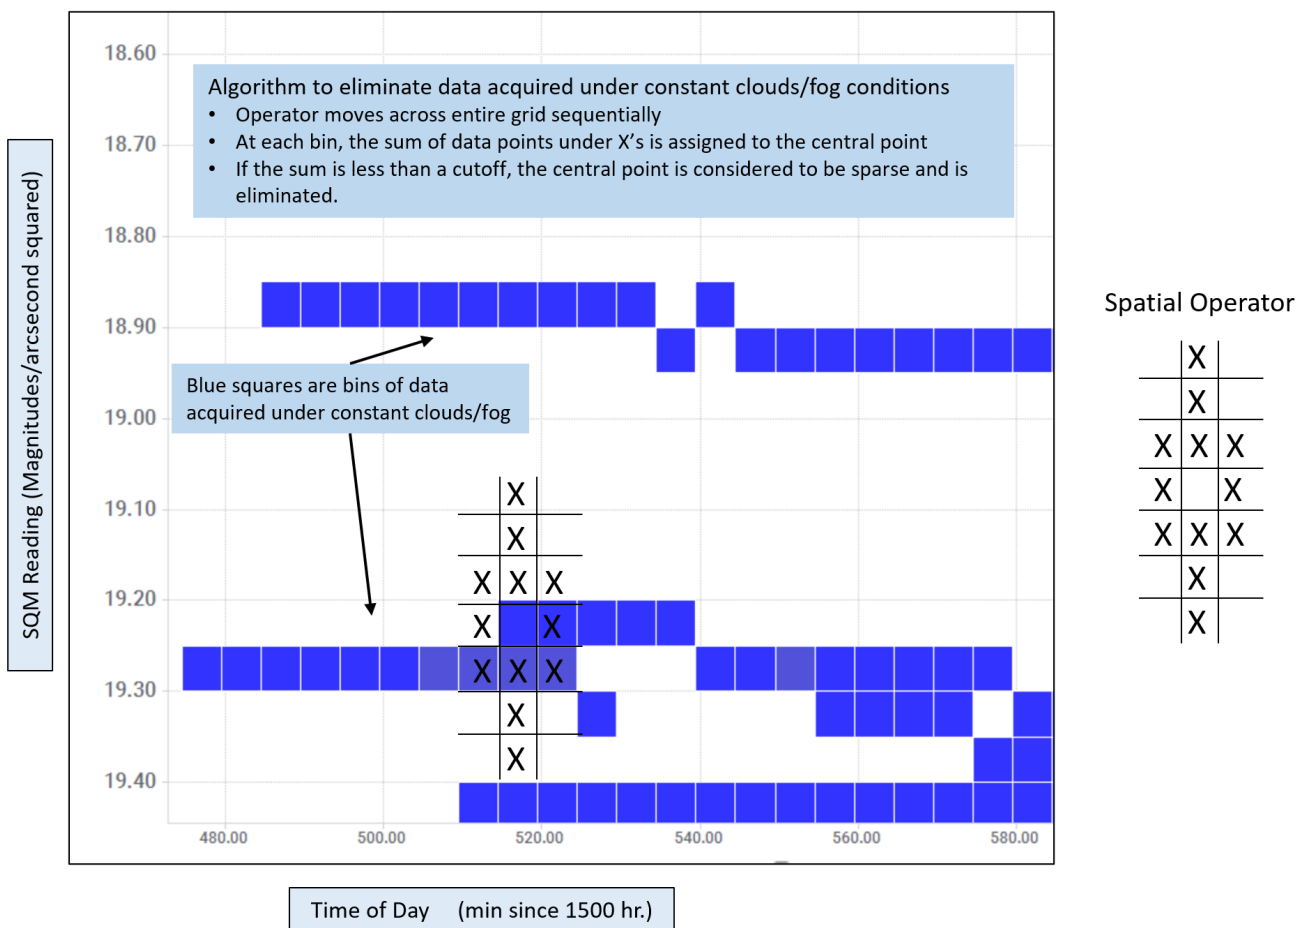 18.60
Algorithm to eliminate data acquired under constant clouds/fog conditions
• Operator moves across entire grid sequentially
• At each bin, the sum of data points under X's is assigned to the central point
• If the sum is less than a cutoff, the central point is considered to be sparse and is
eliminated.
18.70
18.80
18.90
19.00
19.10
19.20
19.30
19.40
SQM Reading (Magnitudes/arcsecond squared)
Blue squares are bins of data
acquired under constant clouds/fog
X
X
X X X
X X
X X X
X
X
Spatial Operator
X
X
X X X
X X
X X X
X
X
480.00 500.00 520.00 540.00 560.00 580.00
Time of Day (min since 1500 hr.)